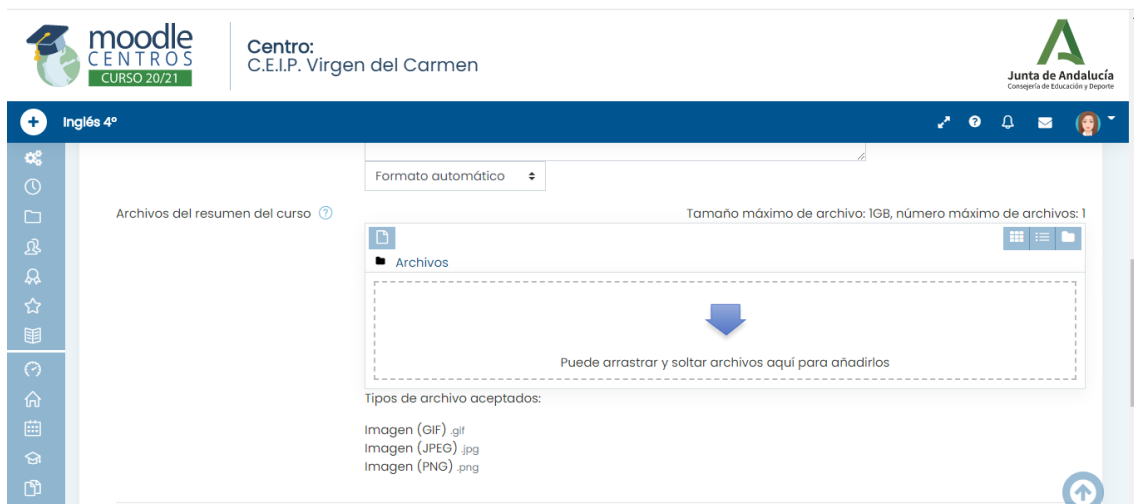 moodle
CENTROS
CURSO 20/21
Centro:
C.E.I.P. Virgen del Carmen
Junta de Andalucía
Consejería de Educación y Deporte
Inglés 4º
Formato automático
Archivos del resumen del curso
Tamaño máximo de archivo: 1GB, número máximo de archivos: 1
Archivos
Puede arrastrar y soltar archivos aquí para añadirlos
Tipos de archivo aceptados:
Imagen (GIF) .gif
Imagen (JPEG) .jpg
Imagen (PNG) .png